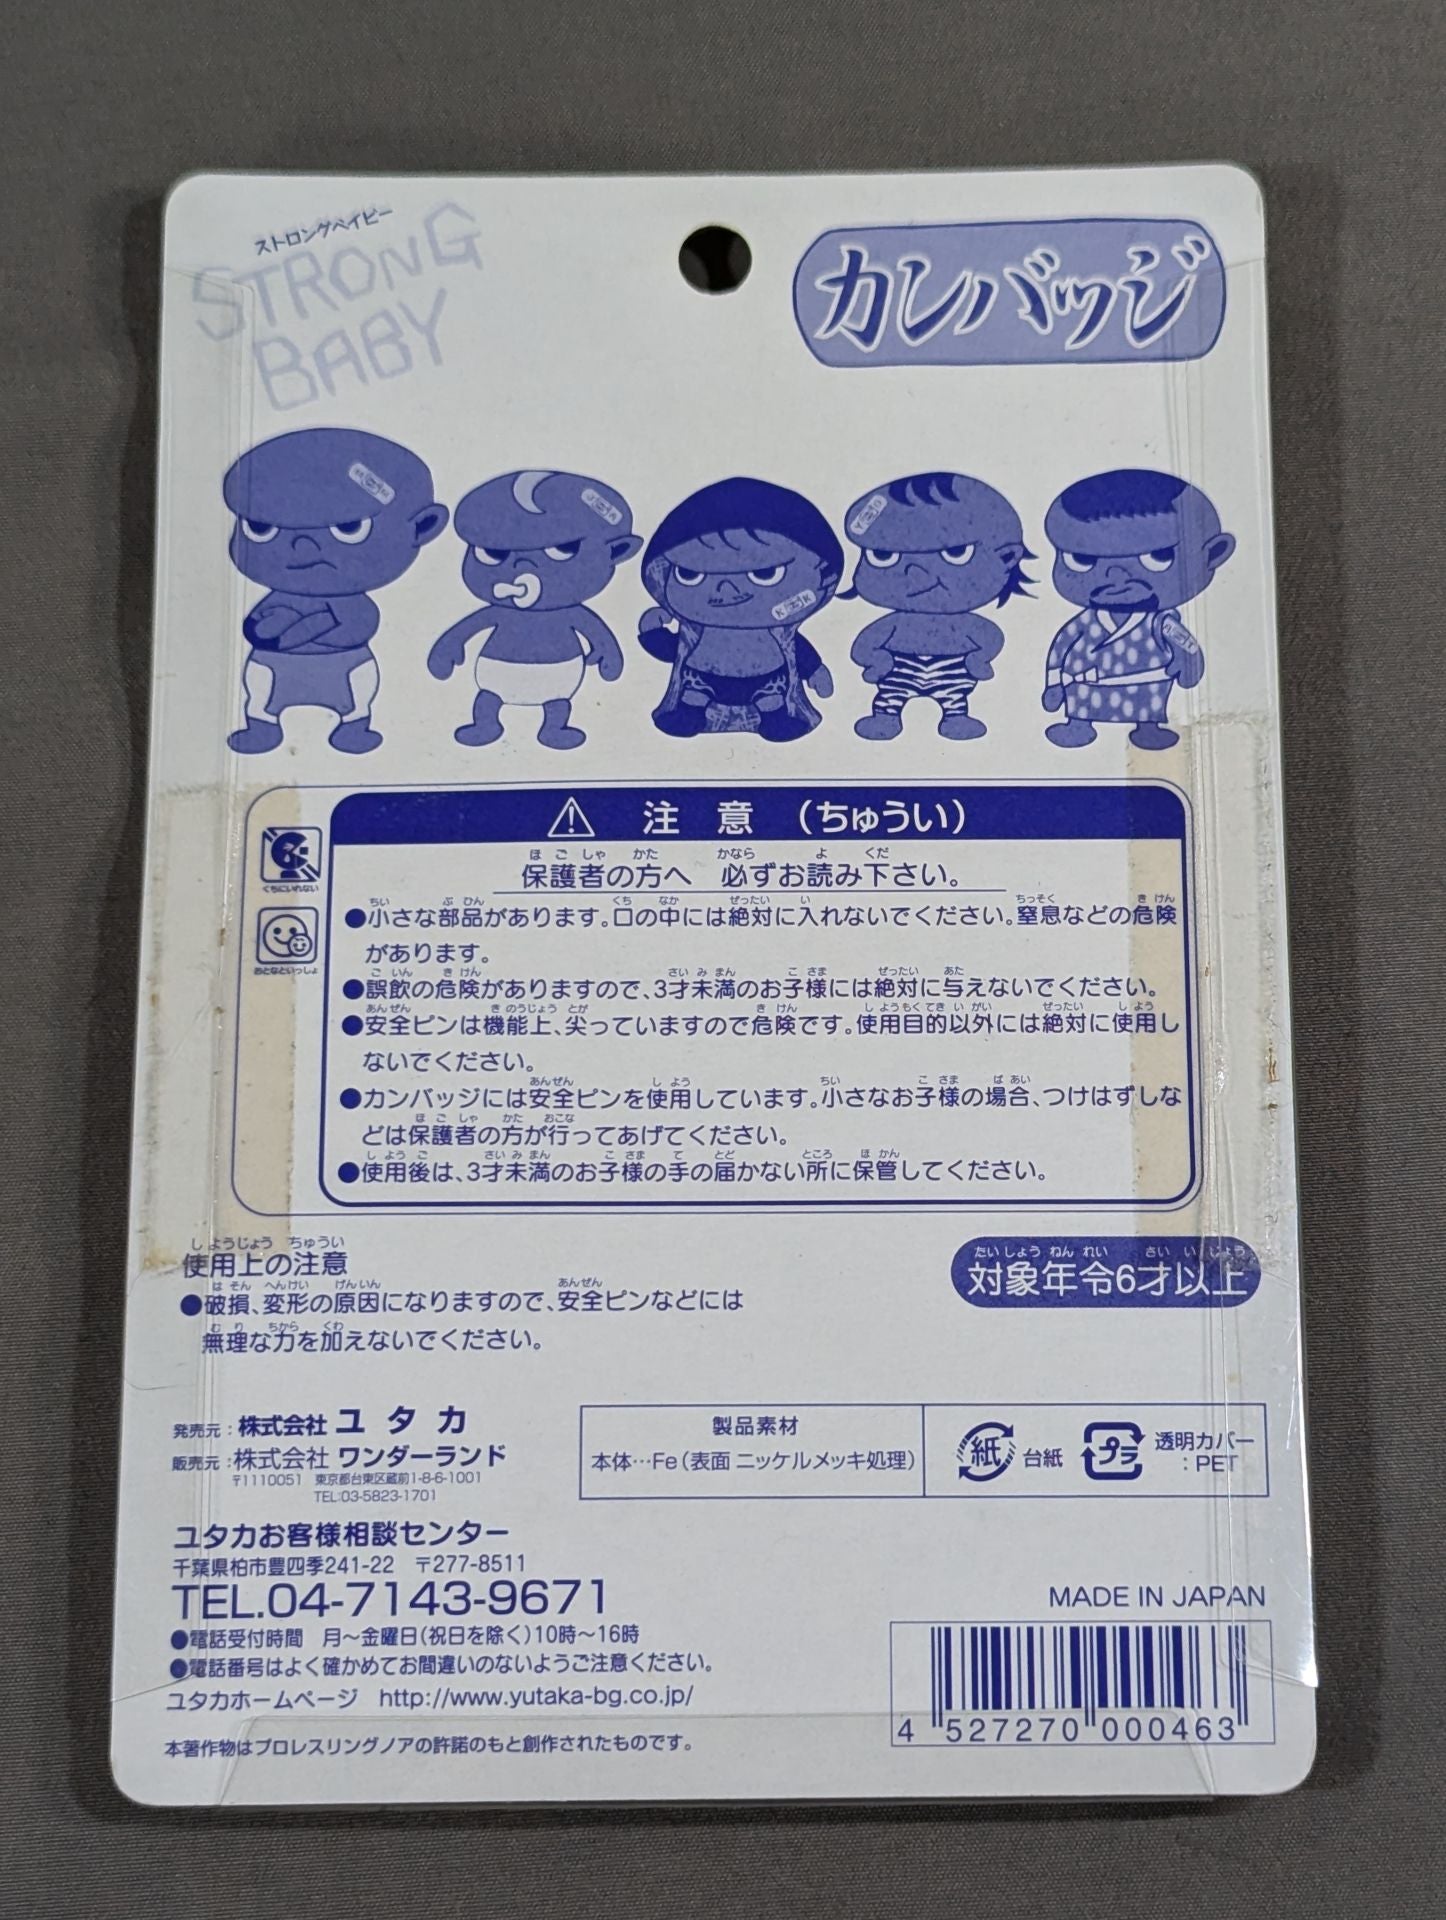 ストロングベイビー
STRONG
BABY
カンバッジ
注 意 (ちゅうい)
くちにいれない
おとなといっしょ
保護者の方へ 必ずお読み下さい。
●小さな部品があります。口の中には絶対に入れないでください。窒息などの危険
があります。
●誤飲の危険がありますので、3才未満のお子様には絶対に与えないでください。
●安全ピンは機能上、尖っていますので危険です。使用目的以外には絶対に使用し
ないでください。
●カンバッジには安全ピンを使用しています。小さなお子様の場合、つけはずしな
どは保護者の方が行ってあげてください。
●使用後は、3才未満のお子様の手の届かない所に保管してください。
使用上の注意
●破損、変形の原因になりますので、安全ピンなどには
無理な力を加えないでください。
対象年令6才以上
発売元:株式会社 ユタカ
販売元:株式会社 ワンダーランド
〒1110051 東京都台東区蔵前1-8-6-1001
TEL:03-5823-1701
製品素材
本体…Fe(表面 ニッケルメッキ処理)
紙 台紙
プラ 透明カバー
:PET
ユタカお客様相談センター
千葉県柏市豊四季241-22 〒277-8511
TEL.04-7143-9671
●電話受付時間 月〜金曜日(祝日を除く)10時〜16時
●電話番号はよく確かめてお間違いのないようご注意ください。
ユタカホームページ http://www.yutaka-bg.co.jp/
本著作物はプロレスリングノアの許諾のもと創作されたものです。
MADE IN JAPAN
4 527270 000463